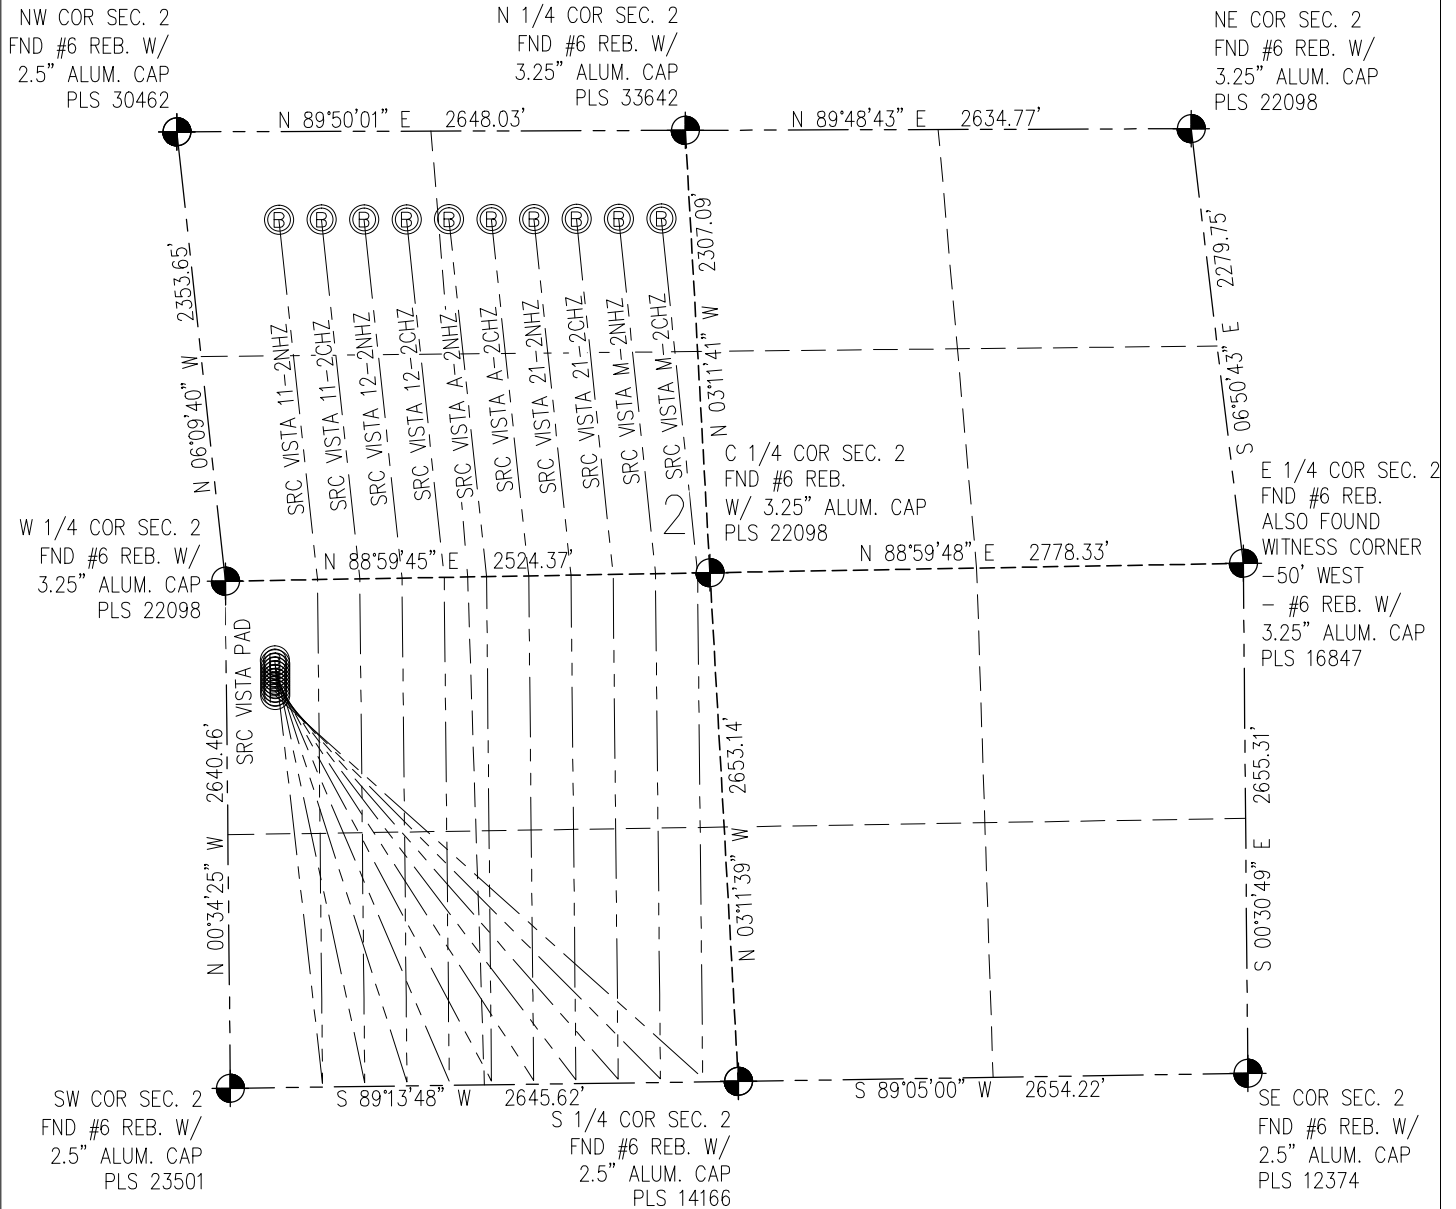 NW COR SEC. 2
FND #6 REB. W/
2.5" ALUM. CAP
PLS 30462
N 1/4 COR SEC. 2
FND #6 REB. W/
3.25" ALUM. CAP
PLS 33642
NE COR SEC. 2
FND #6 REB. W/
3.25" ALUM. CAP
PLS 22098
N 89°50'01" E 2648.03'
N 89°48'43" E 2634.77'
B B B B B B B B B B
N 06°09'40" W 2353.65'
SRC VISTA 11-2NHZ
SRC VISTA 11-2CHZ
SRC VISTA 12-2NHZ
SRC VISTA 12-2CHZ
SRC VISTA A-2NHZ
SRC VISTA A-2CHZ
SRC VISTA 21-2NHZ
SRC VISTA 21-2CHZ
SRC VISTA M-2NHZ
SRC VISTA M-2CHZ
N 03°11'41" W 2307.09'
S 06°50'43" E 2279.75'
2
C 1/4 COR SEC. 2
FND #6 REB.
W/ 3.25" ALUM. CAP
PLS 22098
E 1/4 COR SEC. 2
FND #6 REB.
ALSO FOUND
WITNESS CORNER
-50' WEST
- #6 REB. W/
3.25" ALUM. CAP
PLS 16847
W 1/4 COR SEC. 2
FND #6 REB. W/
3.25" ALUM. CAP
PLS 22098
N 88°59'45" E 2524.37'
N 88°59'48" E 2778.33'
SRC VISTA PAD
N 00°34'25" W 2640.46'
N 03°11'39" W 2653.14'
S 00°30'49" E 2655.31'
S 89°13'48" W 2645.62'
S 89°05'00" W 2654.22'
SW COR SEC. 2
FND #6 REB. W/
2.5" ALUM. CAP
PLS 23501
S 1/4 COR SEC. 2
FND #6 REB. W/
2.5" ALUM. CAP
PLS 14166
SE COR SEC. 2
FND #6 REB. W/
2.5" ALUM. CAP
PLS 12374